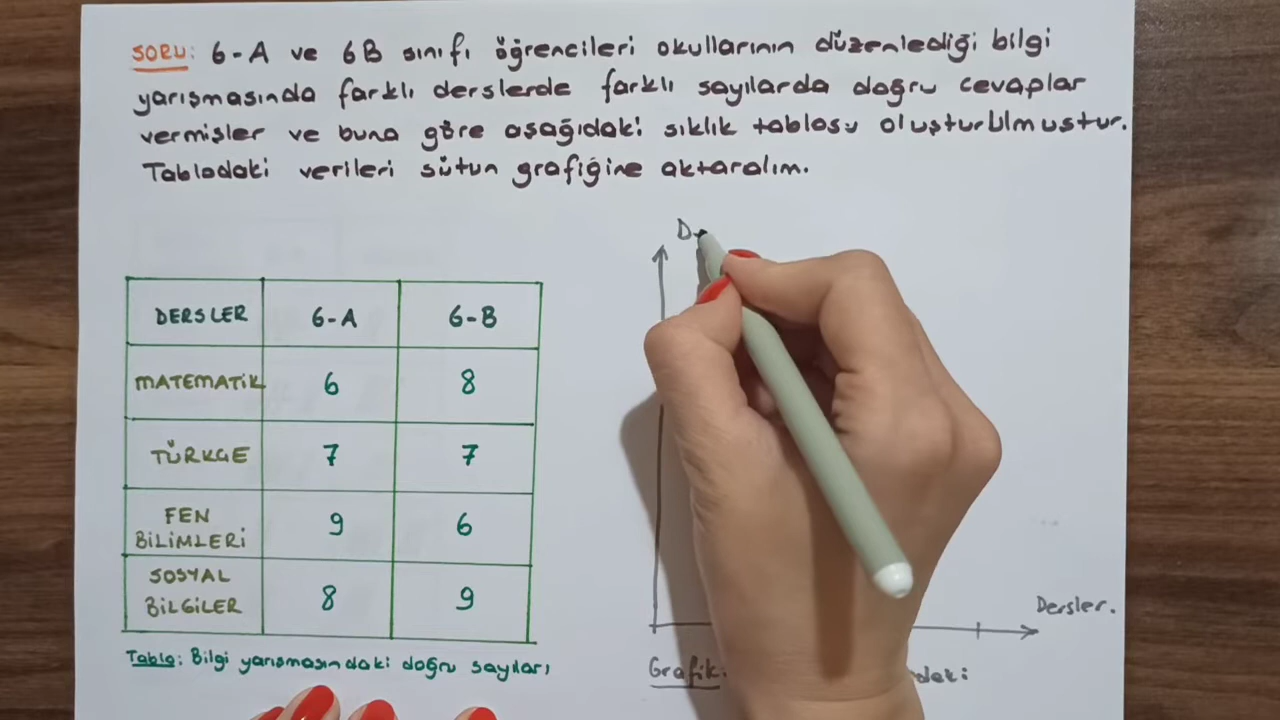 SORU: 6-A ve 6B sınıfı öğrencileri okullarının düzenlediği bilgi
yarışmasında farklı derslerde farklı sayılarda doğru cevaplar
vermişler ve buna göre aşağıdaki sıklık tablosu oluşturulmuştur.
Tablodaki verileri sütun grafiğine aktaralım.
DERSLER 6-A 6-B
MATEMATİK 6 8
TÜRKGE 7 7
FEN BİLİMLERİ 9 6
SOSYAL BİLGİLER 8 9
Tablo: Bilgi yarışmasındaki doğru sayıları
D
Dersler.
Grafik: